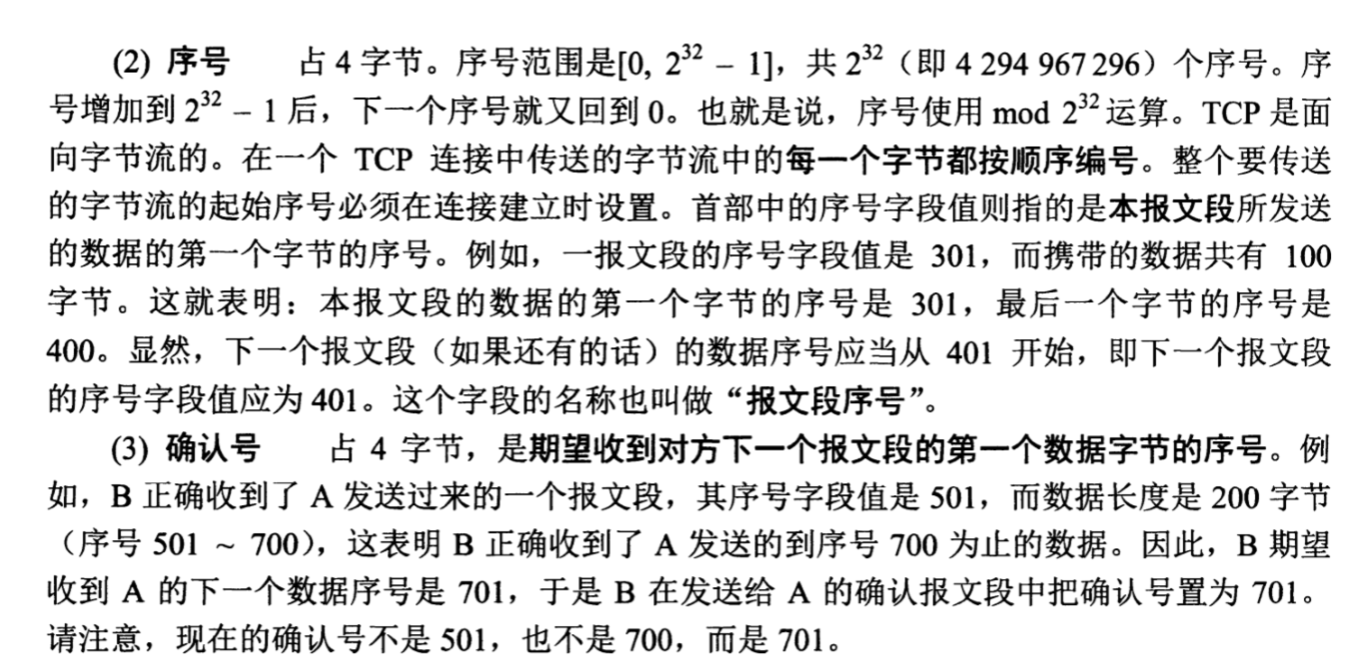 (2) 序号　　占 4 字节。序号范围是[0, 2³² – 1]，共 2³²（即 4 294 967 296）个序号。序
号增加到 2³² – 1 后，下一个序号就又回到 0。也就是说，序号使用 mod 2³² 运算。TCP 是面
向字节流的。在一个 TCP 连接中传送的字节流中的每一个字节都按顺序编号。整个要传送
的字节流的起始序号必须在连接建立时设置。首部中的序号字段值则指的是本报文段所发送
的数据的第一个字节的序号。例如，一报文段的序号字段值是 301，而携带的数据共有 100
字节。这就表明：本报文段的数据的第一个字节的序号是 301，最后一个字节的序号是
400。显然，下一个报文段（如果还有的话）的数据序号应当从 401 开始，即下一个报文段
的序号字段值应为 401。这个字段的名称也叫做“报文段序号”。
(3) 确认号　　占 4 字节，是期望收到对方下一个报文段的第一个数据字节的序号。例
如，B 正确收到了 A 发送过来的一个报文段，其序号字段值是 501，而数据长度是 200 字节
（序号 501 ~ 700），这表明 B 正确收到了 A 发送的到序号 700 为止的数据。因此，B 期望
收到 A 的下一个数据序号是 701，于是 B 在发送给 A 的确认报文段中把确认号置为 701。
请注意，现在的确认号不是 501，也不是 700，而是 701。